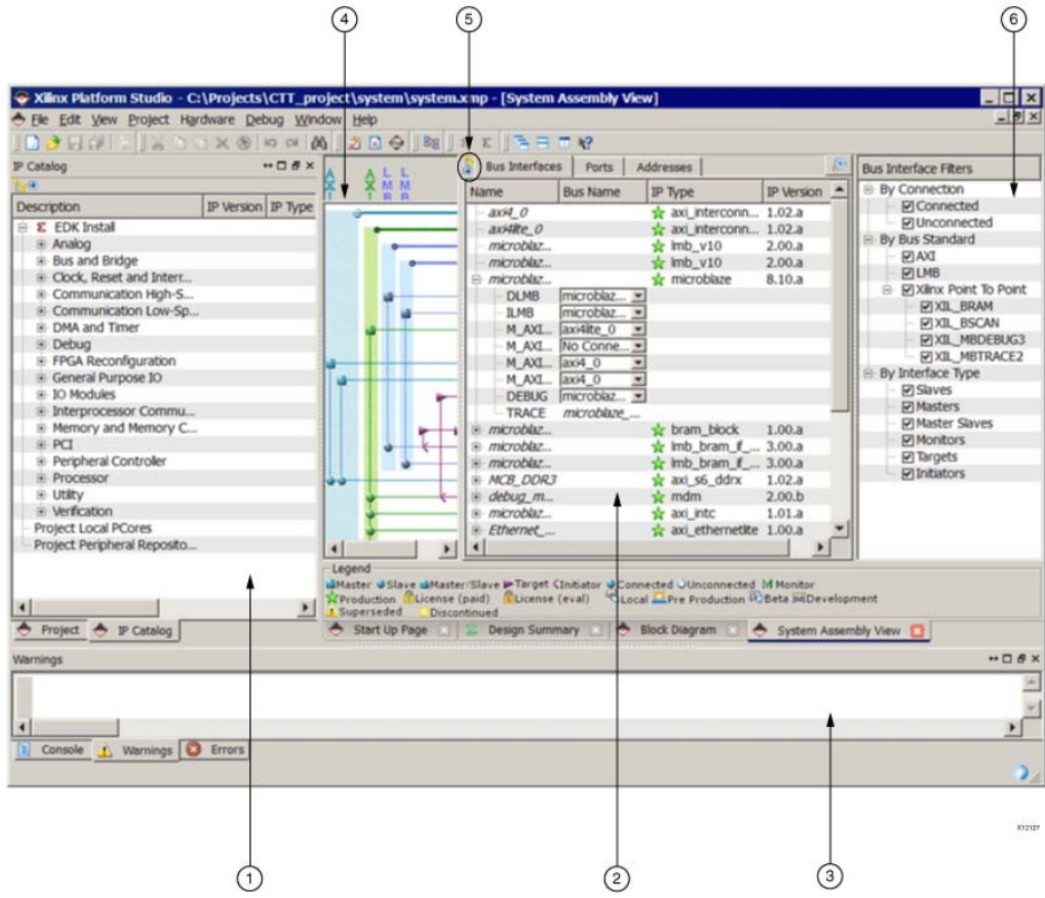 4
5
6
Xilinx Platform Studio - C:\Projects\CTT_project\system\system.xmp - [System Assembly View]
File Edit View Project Hardware Debug Window Help
IP Catalog
Description IP Version IP Type
EDK Install
Analog
Bus and Bridge
Clock, Reset and Interr...
Communication High-S...
Communication Low-Sp...
DMA and Timer
Debug
FPGA Reconfiguration
General Purpose IO
IO Modules
Interprocessor Commu...
Memory and Memory C...
PCI
Peripheral Controller
Processor
Utility
Verification
Project Local PCores
Project Peripheral Reposito...
Project IP Catalog
AXI AXI LMB LMB
Bus Interfaces Ports Addresses
Name Bus Name IP Type IP Version
axi4_0 axi_interconn... 1.02.a
axi4lite_0 axi_interconn... 1.02.a
microblaz... lmb_v10 2.00.a
microblaz... lmb_v10 2.00.a
microblaz... microblaze 8.10.a
DLMB microblaz...
ILMB microblaz...
M_AXI... axi4lite_0
M_AXI... No Conne...
M_AXI... axi4_0
M_AXI... axi4_0
DEBUG microblaz...
TRACE microblaze_...
microblaz... bram_block 1.00.a
microblaz... lmb_bram_if_... 3.00.a
microblaz... lmb_bram_if_... 3.00.a
MCB_DDR3 axi_s6_ddrx 1.02.a
debug_m... mdm 2.00.b
microblaz... axi_intc 1.01.a
Ethernet_... axi_ethernetlite 1.00.a
Bus Interface Filters
By Connection
Connected
Unconnected
By Bus Standard
AXI
LMB
Xilinx Point To Point
XIL_BRAM
XIL_BSCAN
XIL_MBDEBUG3
XIL_MBTRACE2
By Interface Type
Slaves
Masters
Master Slaves
Monitors
Targets
Initiators
Legend
Master Slave Master/Slave Target Initiator Connected Unconnected M Monitor
Production License (paid) License (eval) Local Pre Production Beta Development
Superseded Discontinued
Start Up Page Design Summary Block Diagram System Assembly View
Warnings
Console Warnings Errors
X12127
1
2
3